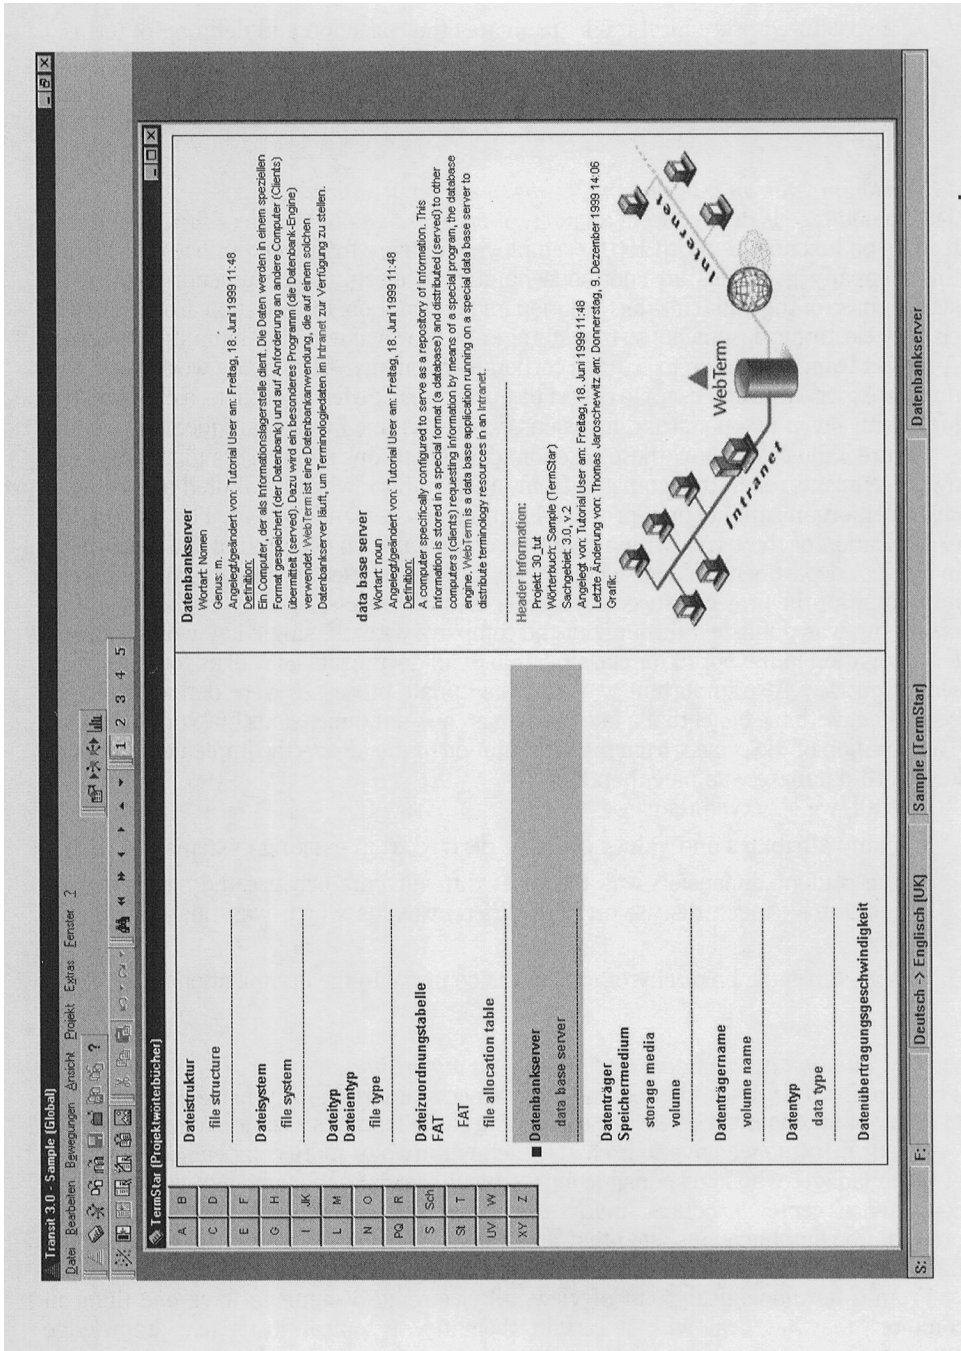 Transit 3.0 - Sample (Global)
Datei Bearbeiten Bewegungen Ansicht Projekt Extras Fenster ?
1 2 3 4 5
TermStar (Projektwörterbücher)
A B
C D
E F
G H
I JK
L M
N O
PQ R
S Sch
St T
UV W
XY Z
Dateistruktur
file structure
Dateisystem
file system
Dateityp
Dateientyp
file type
Dateizuordnungstabelle
FAT
FAT
file allocation table
Datenbankserver
data base server
Datenträger
Speichermedium
storage media
volume
Datenträgername
volume name
Datentyp
data type
Datenübertragungsgeschwindigkeit
Datenbankserver
Wortart: Nomen
Genus: m.
Angelegt/geändert von: Tutorial User am: Freitag, 18. Juni 1999 11:48
Definition:
Ein Computer, der als Informationslagerstelle dient. Die Daten werden in einem speziellen
Format gespeichert (der Datenbank) und auf Anforderung an andere Computer (Clients)
übermittelt (served). Dazu wird ein besonderes Programm (die Datenbank-Engine)
verwendet. WebTerm ist eine Datenbankanwendung, die auf einem solchen
Datenbankserver läuft, um Terminologiedaten im Intranet zur Verfügung zu stellen.
data base server
Wortart: noun
Angelegt/geändert von: Tutorial User am: Freitag, 18. Juni 1999 11:48
Definition:
A computer specifically configured to serve as a repository of information. This
information is stored in a special format (a database) and distributed (served) to other
computers (clients) requesting information by means of a special program, the database
engine. WebTerm is a data base application running on a special data base server to
distribute terminology resources in an Intranet.
Header Information:
Projekt: 30_tut
Wörterbuch: Sample (TermStar)
Sachgebiet: 3.0, v.2
Angelegt von: Tutorial User am: Freitag, 18. Juni 1999 11:48
Letzte Änderung von: Thomas Jaroschewitz am: Donnerstag, 9. Dezember 1999 14:06
Grafik:
Intranet
WebTerm
Internet
S: F: Deutsch -> Englisch (UK) Sample (TermStar) Datenbankserver